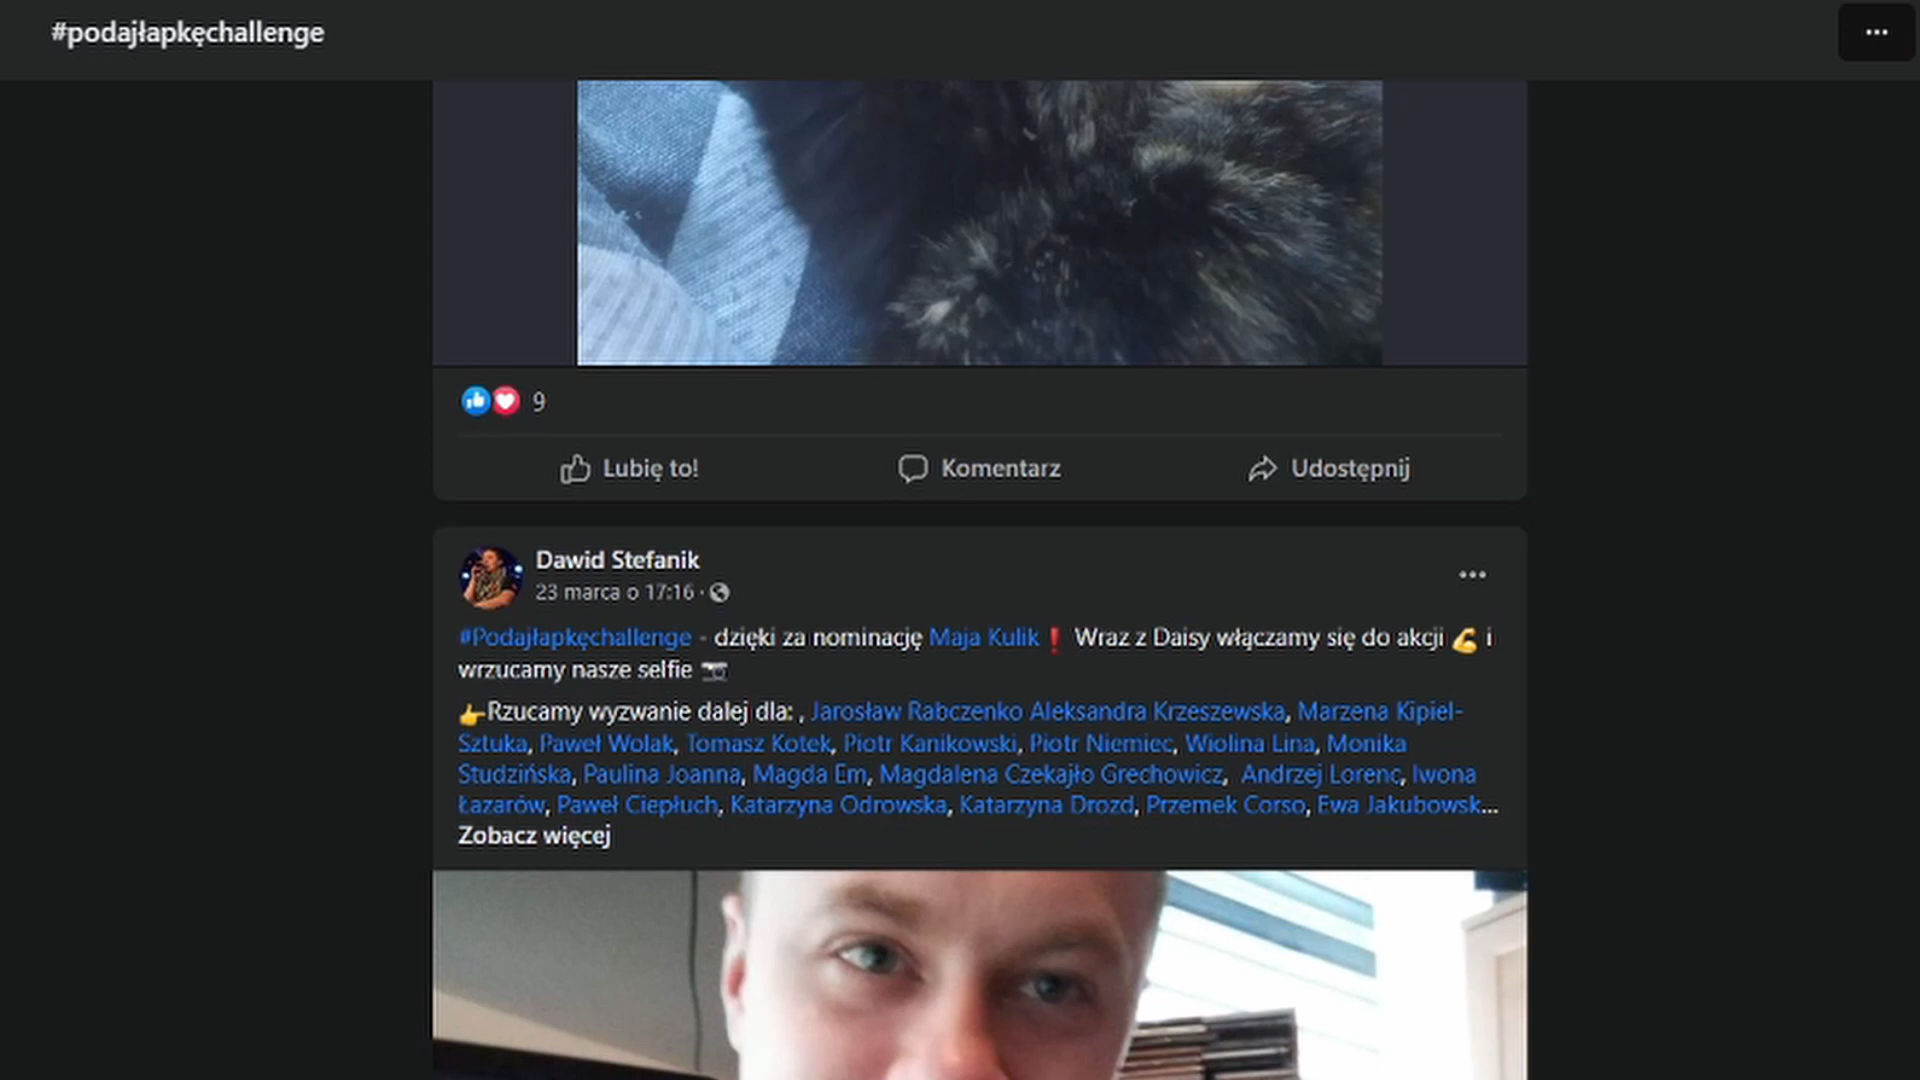 #podajłapkęchallenge
9
Lubię to!
Komentarz
Udostępnij
Dawid Stefanik
23 marca o 17:16 ·
#Podajłapkęchallenge - dzięki za nominację Maja Kulik❗ Wraz z Daisy włączamy się do akcji 💪 i
wrzucamy nasze selfie 📷
👉Rzucamy wyzwanie dalej dla: , Jarosław Rabczenko Aleksandra Krzeszewska, Marzena Kipiel-
Sztuka, Paweł Wolak, Tomasz Kotek, Piotr Kanikowski, Piotr Niemiec, Wiolina Lina, Monika
Studzińska, Paulina Joanna, Magda Em, Magdalena Czekajło Grechowicz, Andrzej Lorenc, Iwona
Łazarów, Paweł Ciepłuch, Katarzyna Odrowska, Katarzyna Drozd, Przemek Corso, Ewa Jakubowsk...
Zobacz więcej